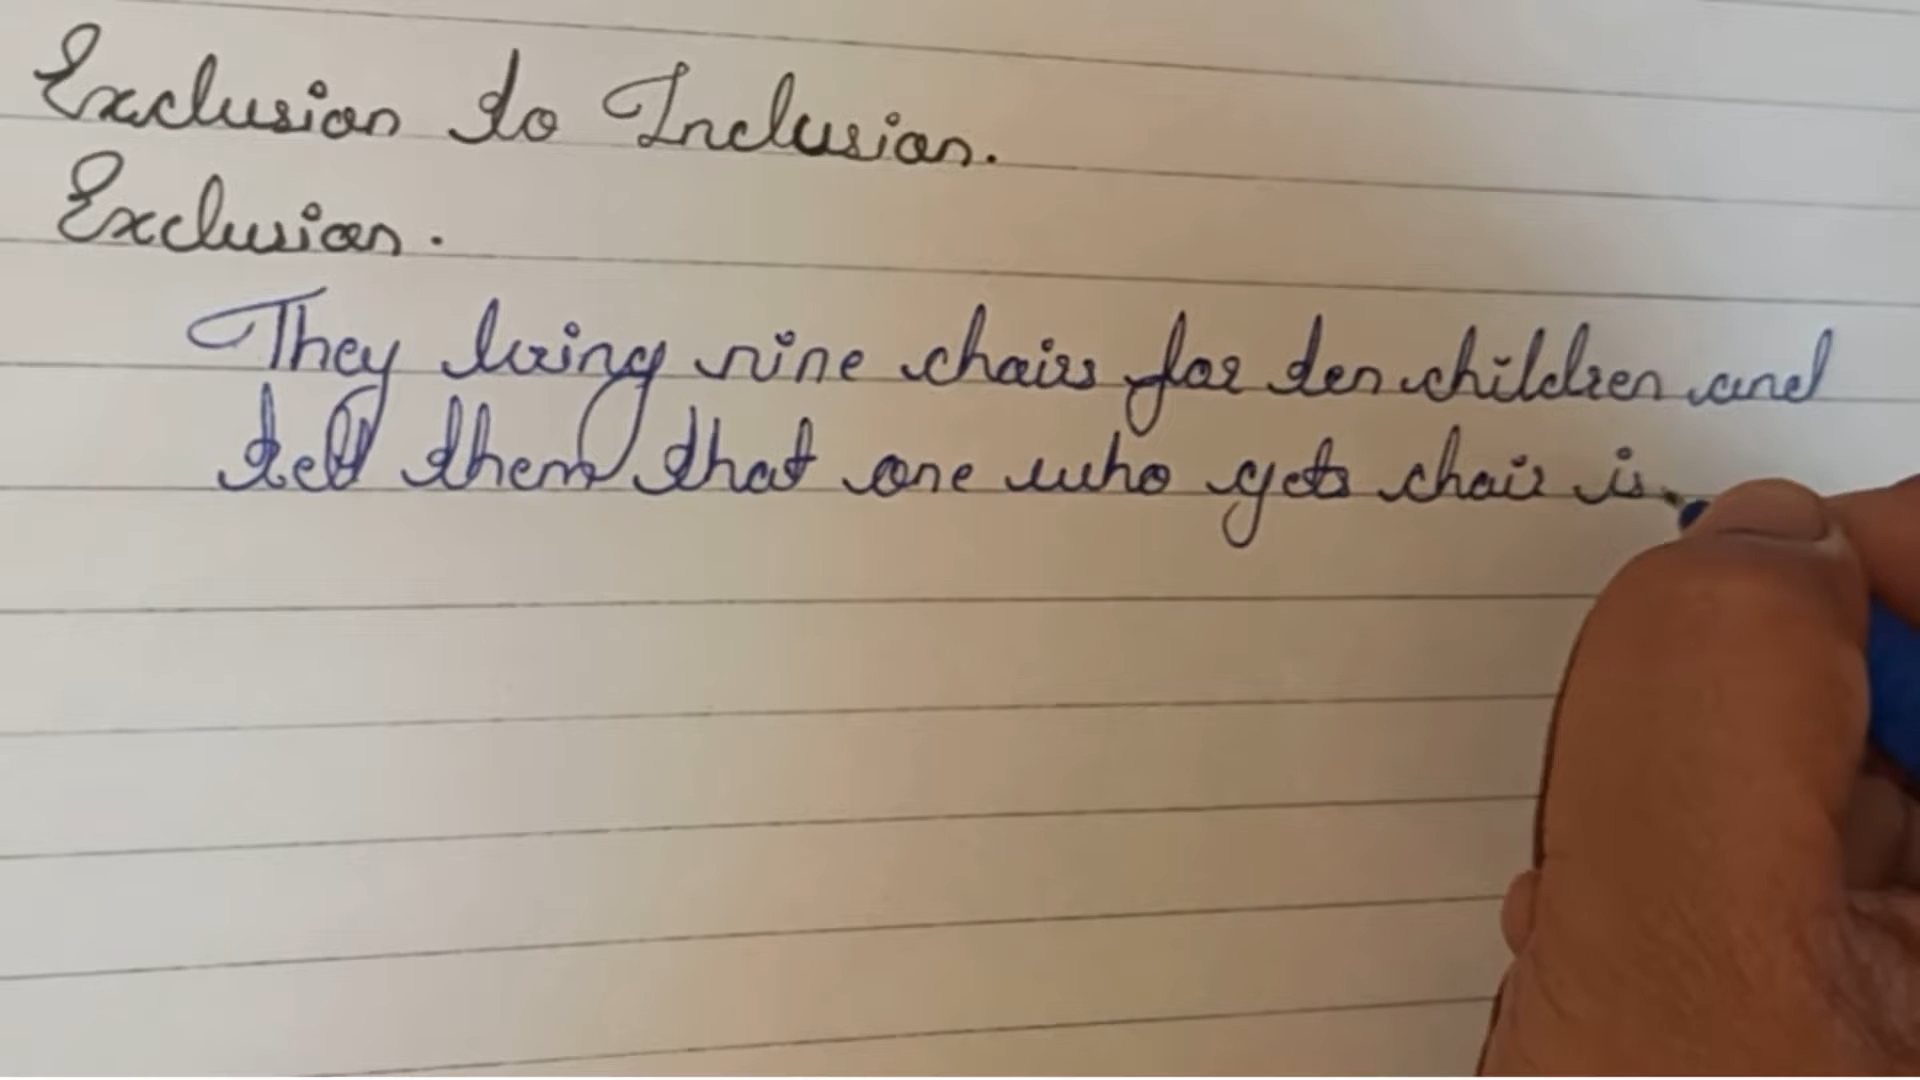 Exclusion to Inclusion.
Exclusion.
They bring nine chairs for ten children and
tell them that one who gets chair is